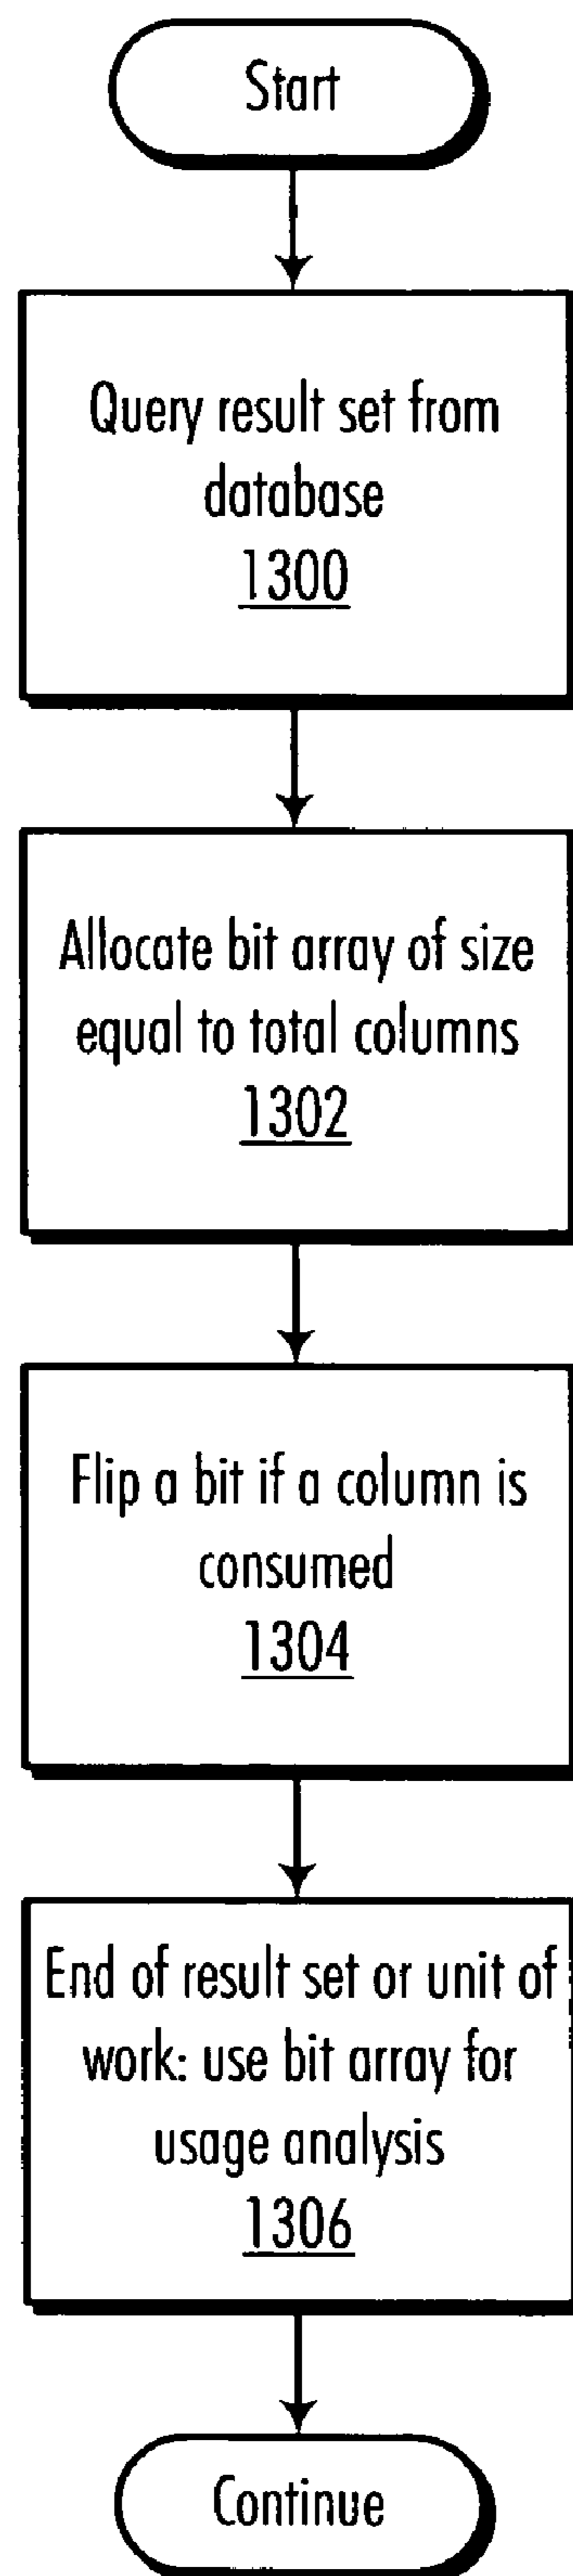 Start
Query result set from
database
1300
Allocate bit array of size
equal to total columns
1302
Flip a bit if a column is
consumed
1304
End of result set or unit of
work: use bit array for
usage analysis
1306
Continue